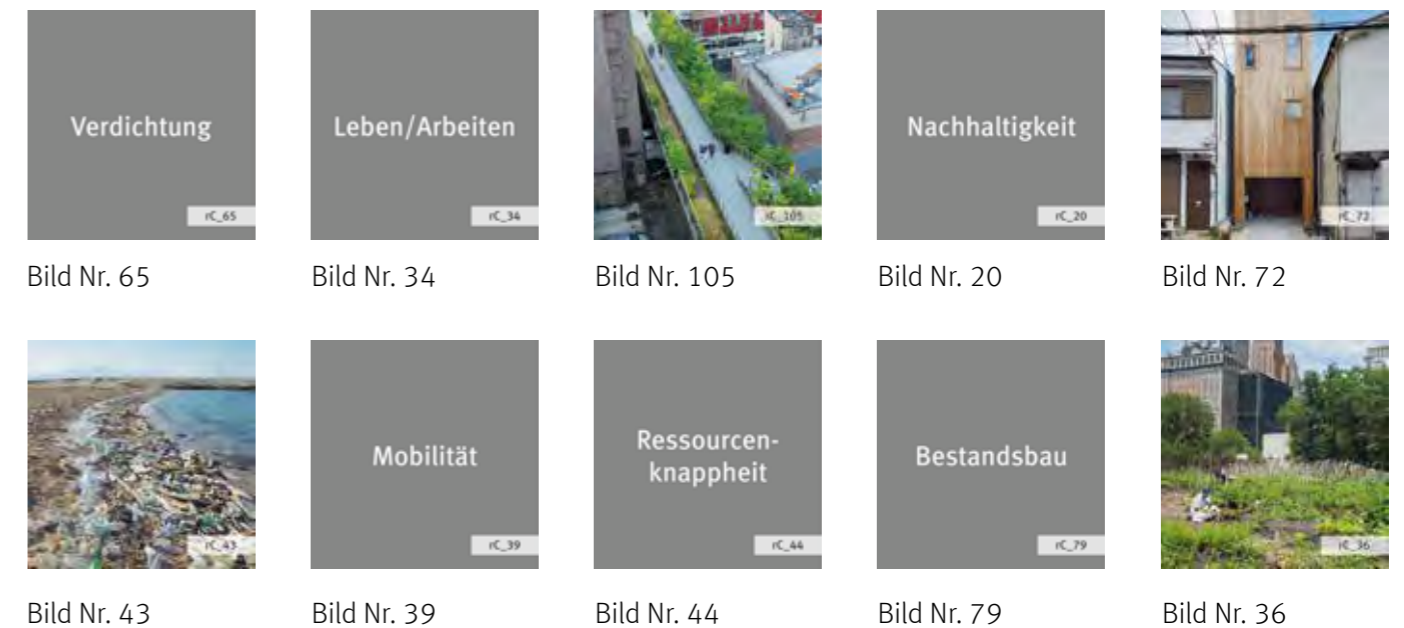 Verdichtung
rC_65
Leben/Arbeiten
rC_34
rC_105
Nachhaltigkeit
rC_20
rC_72
Bild Nr. 65
Bild Nr. 34
Bild Nr. 105
Bild Nr. 20
Bild Nr. 72
rC_43
Mobilität
rC_39
Ressourcen-
knappheit
rC_44
Bestandsbau
rC_79
rC_36
Bild Nr. 43
Bild Nr. 39
Bild Nr. 44
Bild Nr. 79
Bild Nr. 36